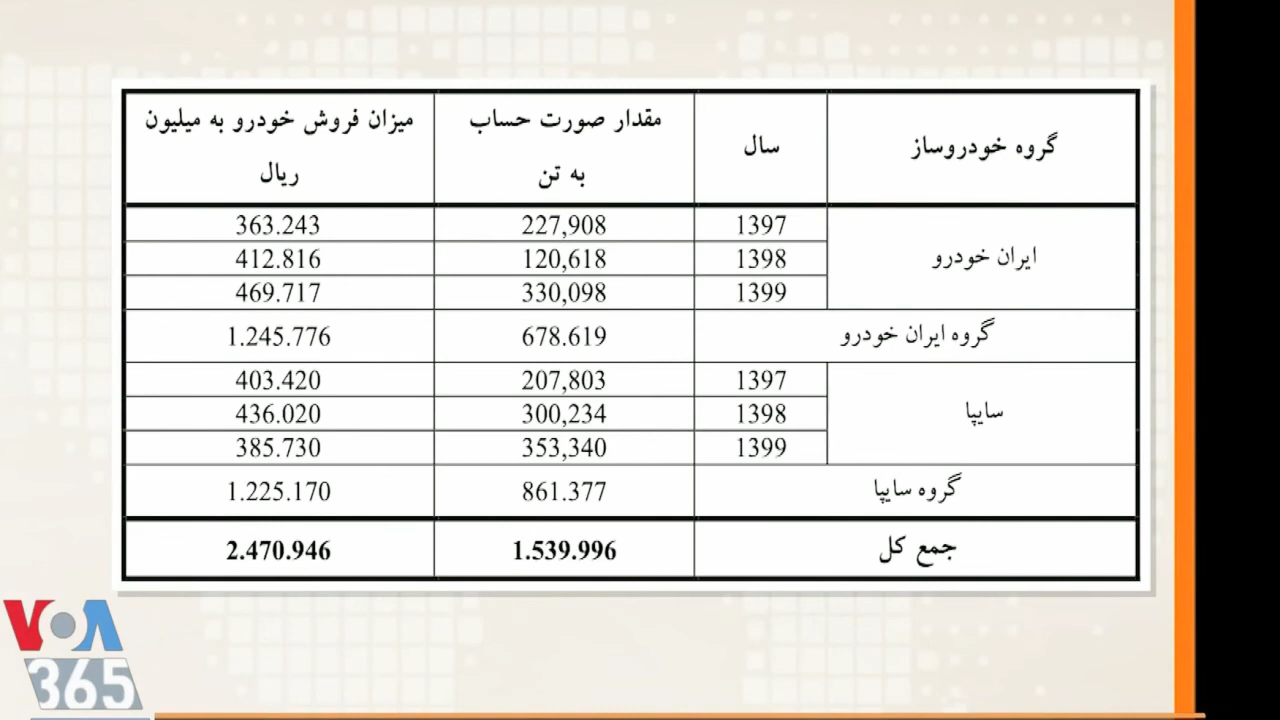 گروه خودروساز سال مقدار صورت حساب میزان فروش خودرو به میلیون
به تن ریال
1397 227,908 363.243
ایران خودرو 1398 120,618 412.816
1399 330,098 469.717
گروه ایران خودرو 678.619 1.245.776
1397 207,803 403.420
سایپا 1398 300,234 436.020
1399 353,340 385.730
گروه سایپا 861.377 1.225.170
جمع کل 1.539.996 2.470.946
VOA
365